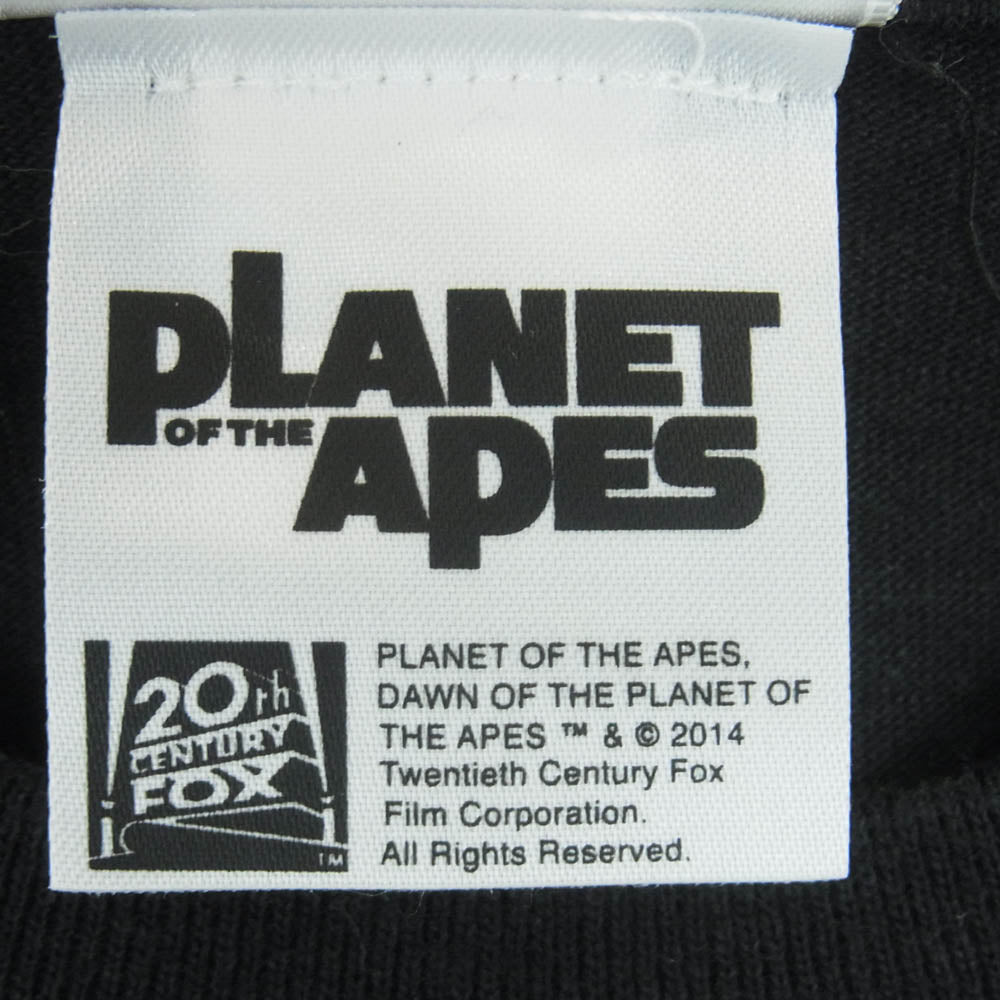 PLANET
OF THE
APES
20th
CENTURY
FOX
TM
PLANET OF THE APES,
DAWN OF THE PLANET OF
THE APES ™ & © 2014
Twentieth Century Fox
Film Corporation.
All Rights Reserved.